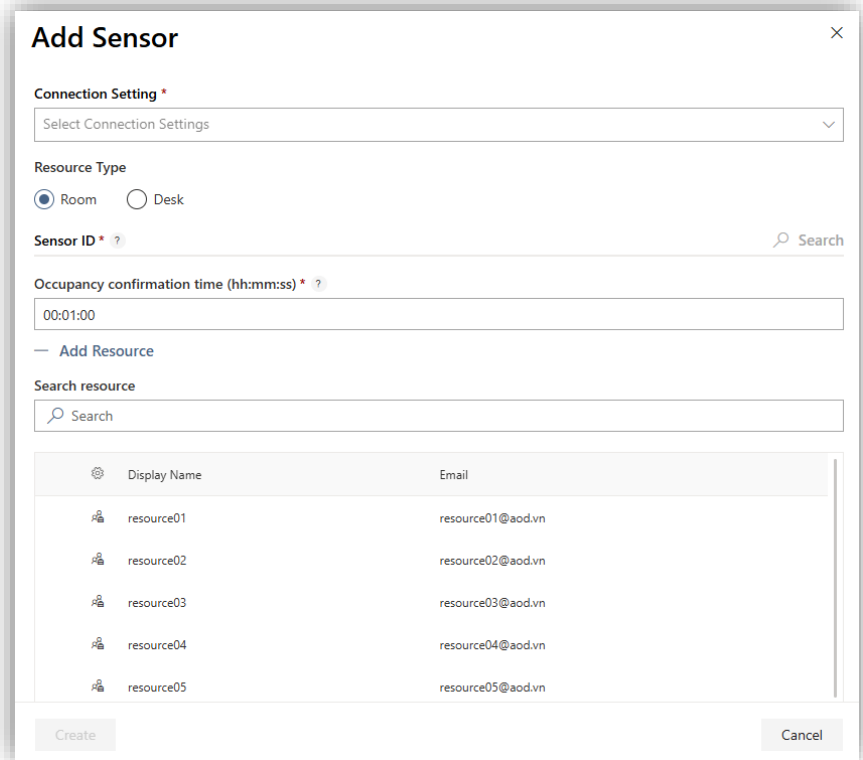 Add Sensor
Connection Setting *
Select Connection Settings
Resource Type
Room Desk
Sensor ID * ? Search
Occupancy confirmation time (hh:mm:ss) * ?
00:01:00
— Add Resource
Search resource
Search
Display Name Email
resource01 resource01@aod.vn
resource02 resource02@aod.vn
resource03 resource03@aod.vn
resource04 resource04@aod.vn
resource05 resource05@aod.vn
Create Cancel